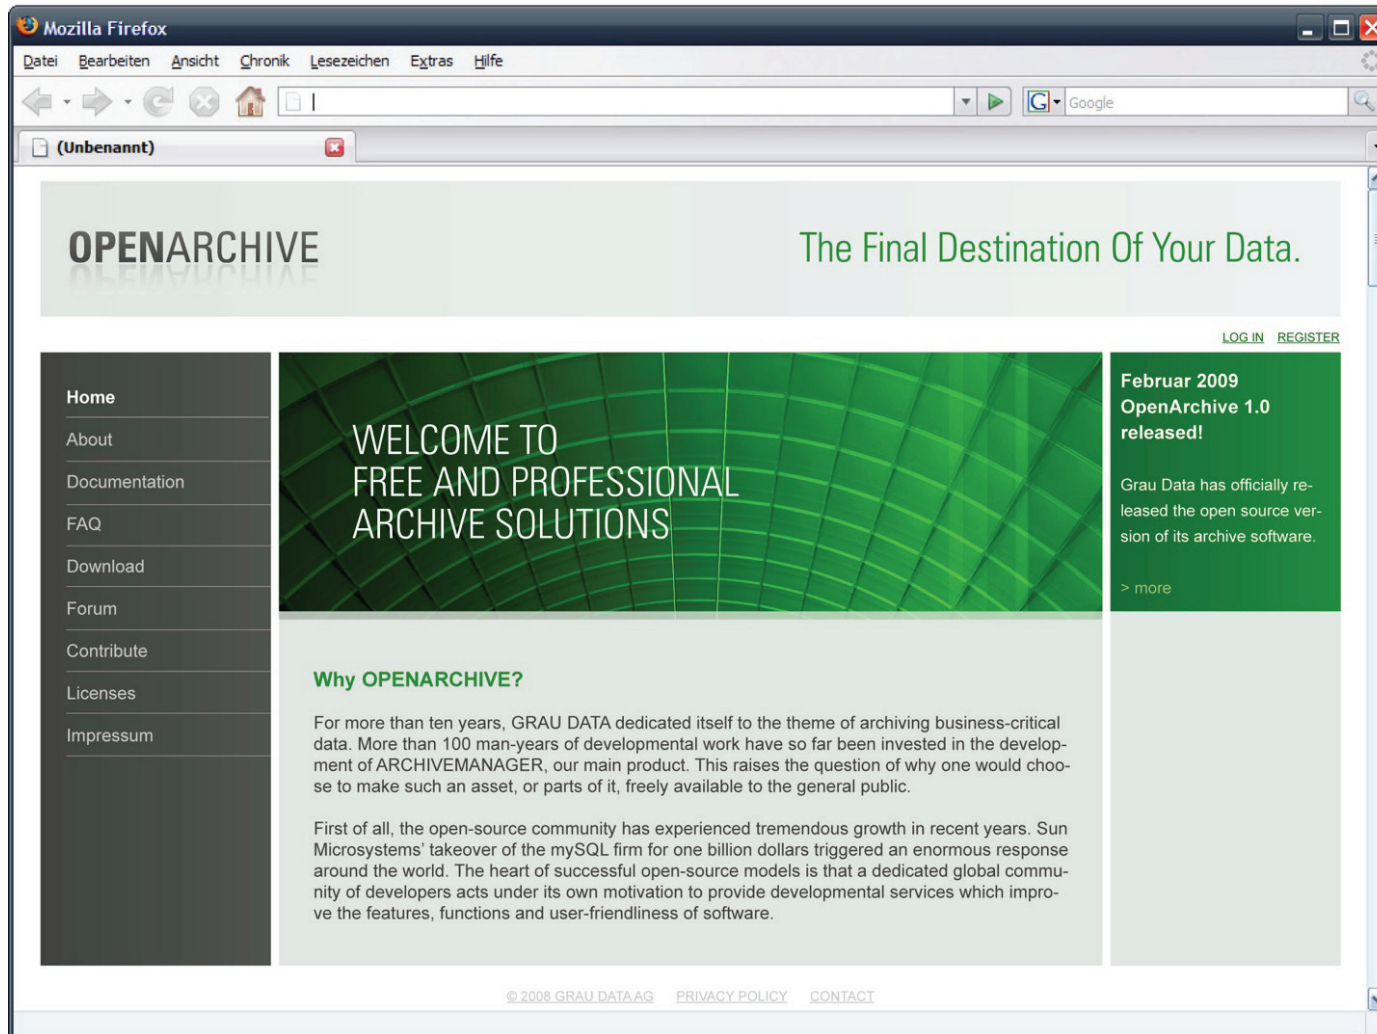 Mozilla Firefox
Datei Bearbeiten Ansicht Chronik Lesezeichen Extras Hilfe
G Google
(Unbenannt)
OPENARCHIVE
The Final Destination Of Your Data.
LOG IN REGISTER
Home
About
Documentation
FAQ
Download
Forum
Contribute
Licenses
Impressum
WELCOME TO
FREE AND PROFESSIONAL
ARCHIVE SOLUTIONS
Februar 2009
OpenArchive 1.0
released!
Grau Data has officially re-
leased the open source ver-
sion of its archive software.
> more
Why OPENARCHIVE?
For more than ten years, GRAU DATA dedicated itself to the theme of archiving business-critical
data. More than 100 man-years of developmental work have so far been invested in the develop-
ment of ARCHIVEMANAGER, our main product. This raises the question of why one would choo-
se to make such an asset, or parts of it, freely available to the general public.
First of all, the open-source community has experienced tremendous growth in recent years. Sun
Microsystems' takeover of the mySQL firm for one billion dollars triggered an enormous response
around the world. The heart of successful open-source models is that a dedicated global commu-
nity of developers acts under its own motivation to provide developmental services which impro-
ve the features, functions and user-friendliness of software.
© 2008 GRAU DATA AG PRIVACY POLICY CONTACT